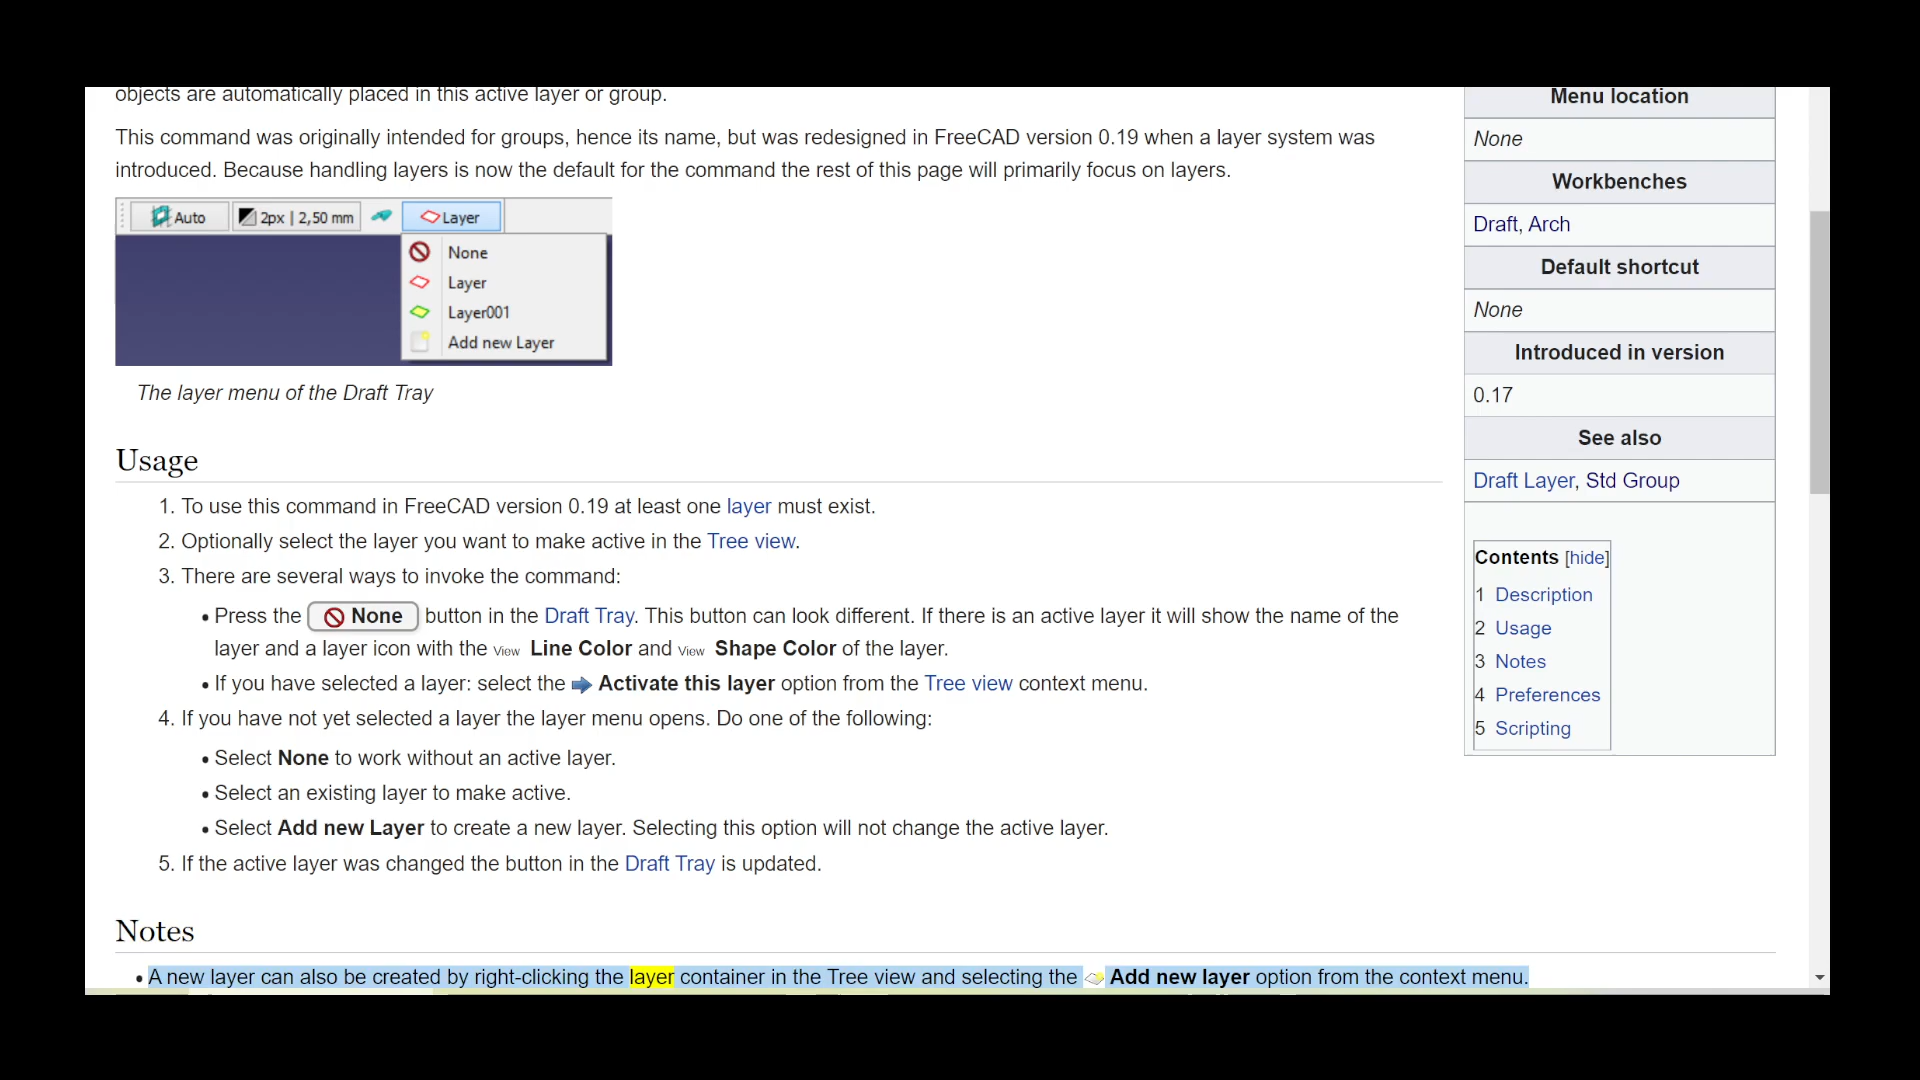 objects are automatically placed in this active layer or group.
This command was originally intended for groups, hence its name, but was redesigned in FreeCAD version 0.19 when a layer system was
introduced. Because handling layers is now the default for the command the rest of this page will primarily focus on layers.
Auto 2px | 2,50 mm Layer
None
Layer
Layer001
Add new Layer
The layer menu of the Draft Tray
Usage
1. To use this command in FreeCAD version 0.19 at least one layer must exist.
2. Optionally select the layer you want to make active in the Tree view.
3. There are several ways to invoke the command:
• Press the None button in the Draft Tray. This button can look different. If there is an active layer it will show the name of the
layer and a layer icon with the View Line Color and View Shape Color of the layer.
• If you have selected a layer: select the Activate this layer option from the Tree view context menu.
4. If you have not yet selected a layer the layer menu opens. Do one of the following:
• Select None to work without an active layer.
• Select an existing layer to make active.
• Select Add new Layer to create a new layer. Selecting this option will not change the active layer.
5. If the active layer was changed the button in the Draft Tray is updated.
Notes
• A new layer can also be created by right-clicking the layer container in the Tree view and selecting the Add new layer option from the context menu.
Menu location
None
Workbenches
Draft, Arch
Default shortcut
None
Introduced in version
0.17
See also
Draft Layer, Std Group
Contents [hide]
1 Description
2 Usage
3 Notes
4 Preferences
5 Scripting